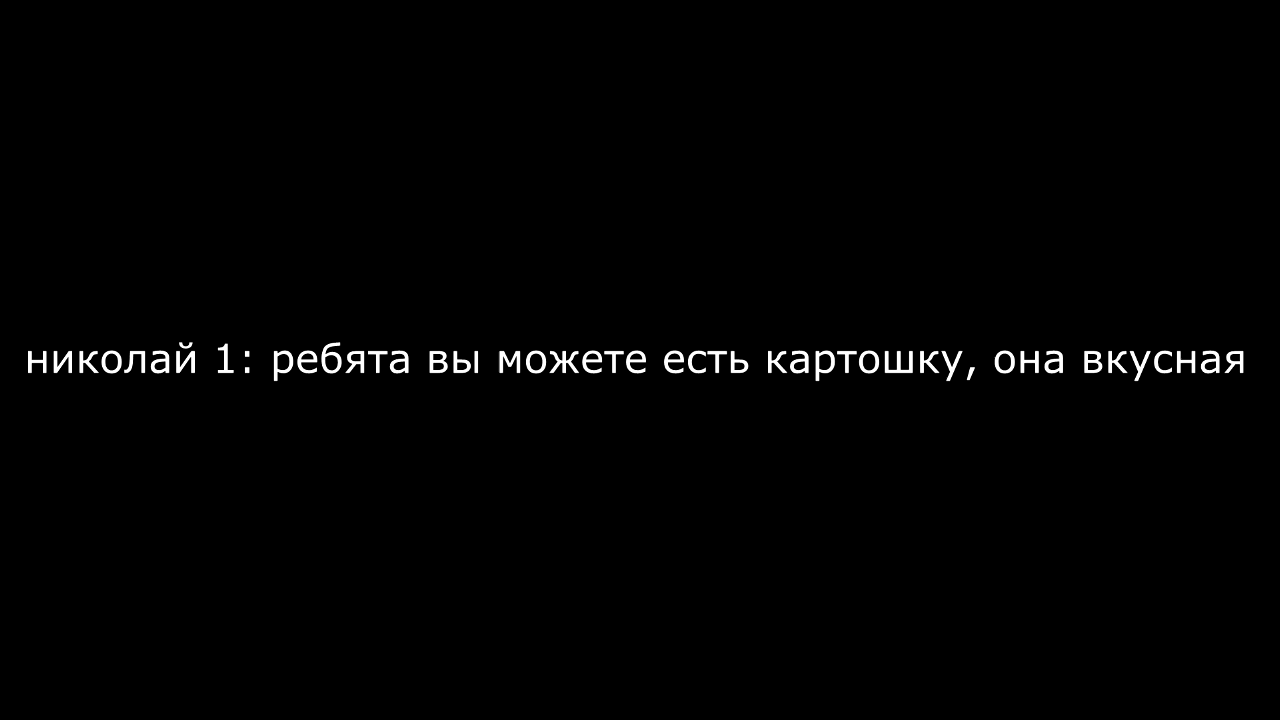 николай 1: ребята вы можете есть картошку, она вкусная